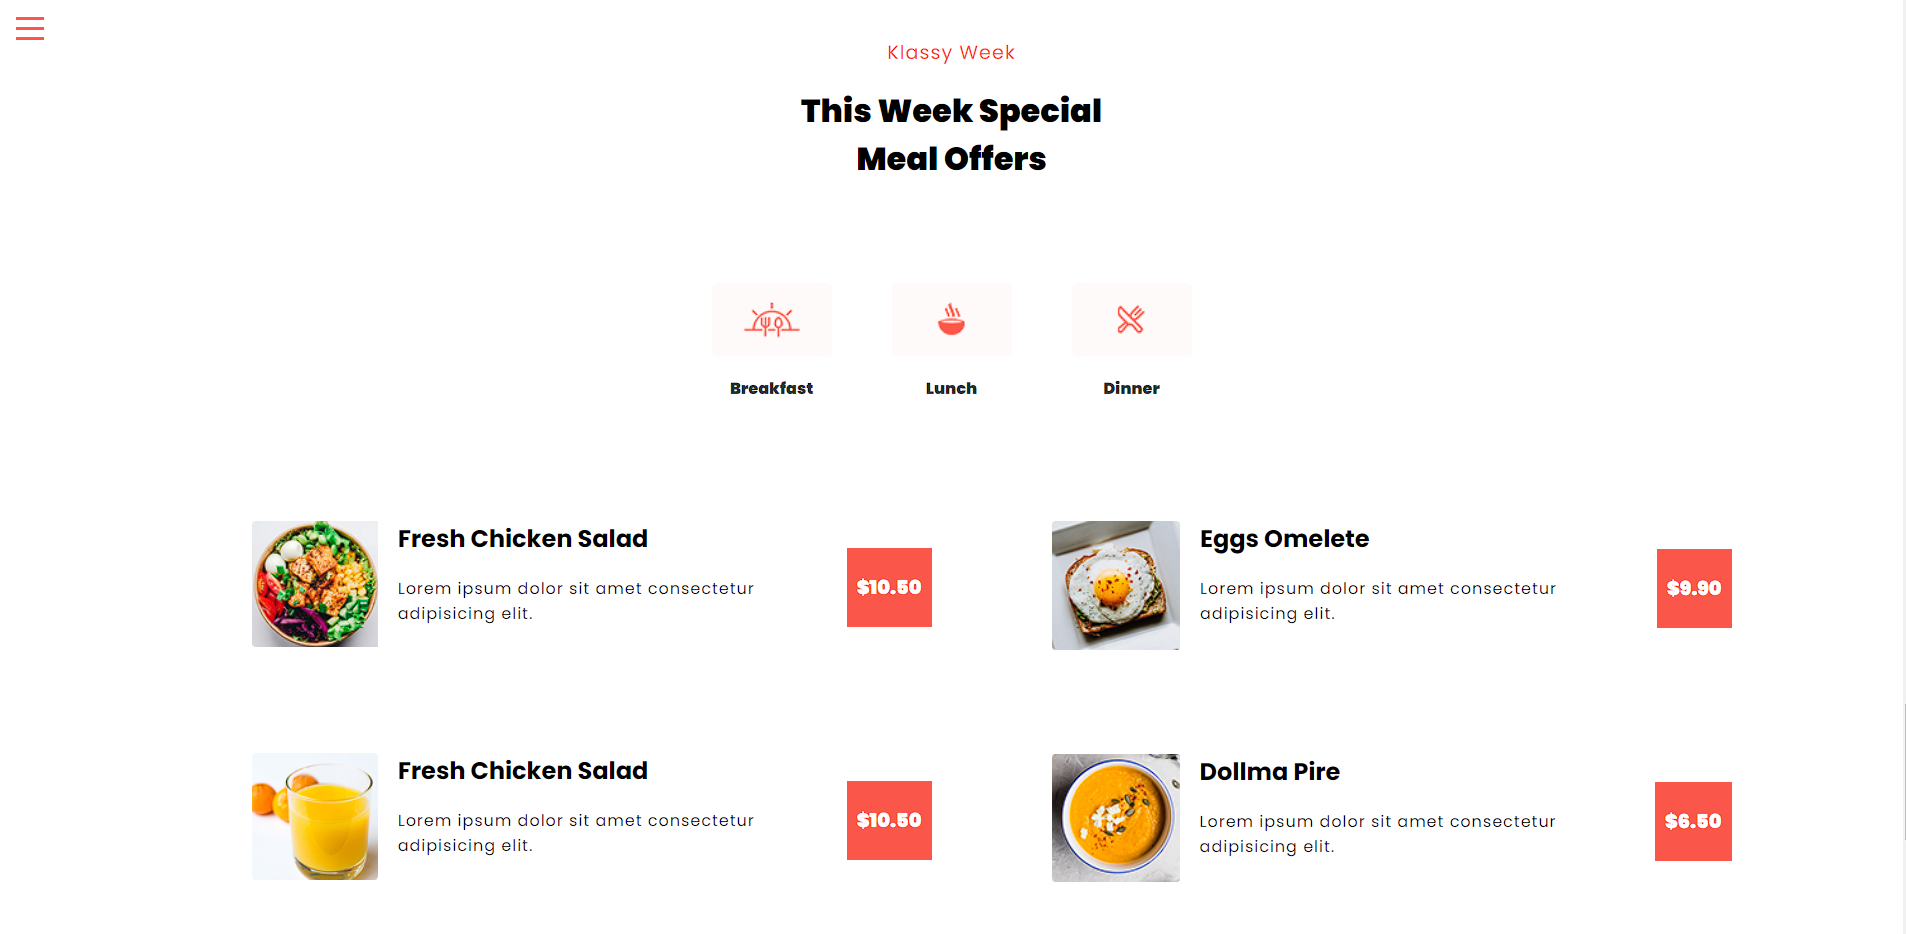 Klassy Week
This Week Special
Meal Offers
Breakfast
Lunch
Dinner
Fresh Chicken Salad
Lorem ipsum dolor sit amet consectetur
adipisicing elit.
$10.50
Eggs Omelete
Lorem ipsum dolor sit amet consectetur
adipisicing elit.
$9.90
Fresh Chicken Salad
Lorem ipsum dolor sit amet consectetur
adipisicing elit.
$10.50
Dollma Pire
Lorem ipsum dolor sit amet consectetur
adipisicing elit.
$6.50